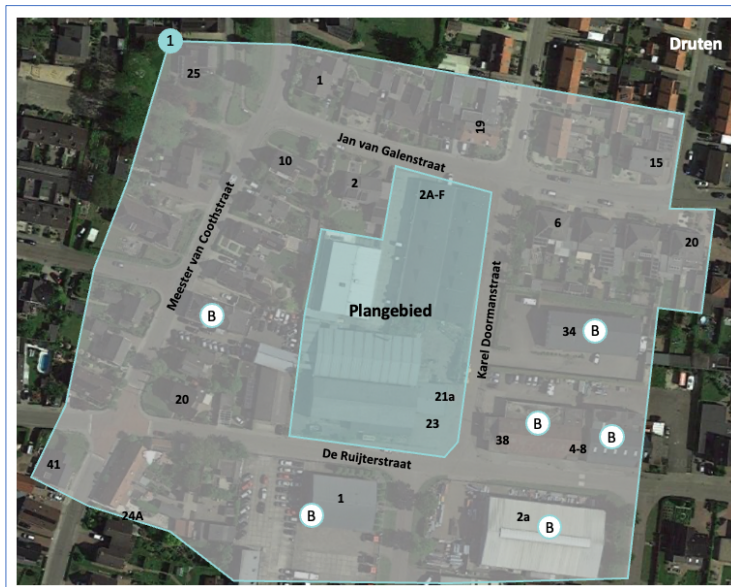 1
Druten
25
1
19
Jan van Galenstraat
15
10
2
2A-F
6
20
Meester van Coothstraat
Plangebied
Karel Doormanstraat
B
34
B
20
21a
23
38
B
4-8
B
41
De Ruijterstraat
24A
B
1
2a
B